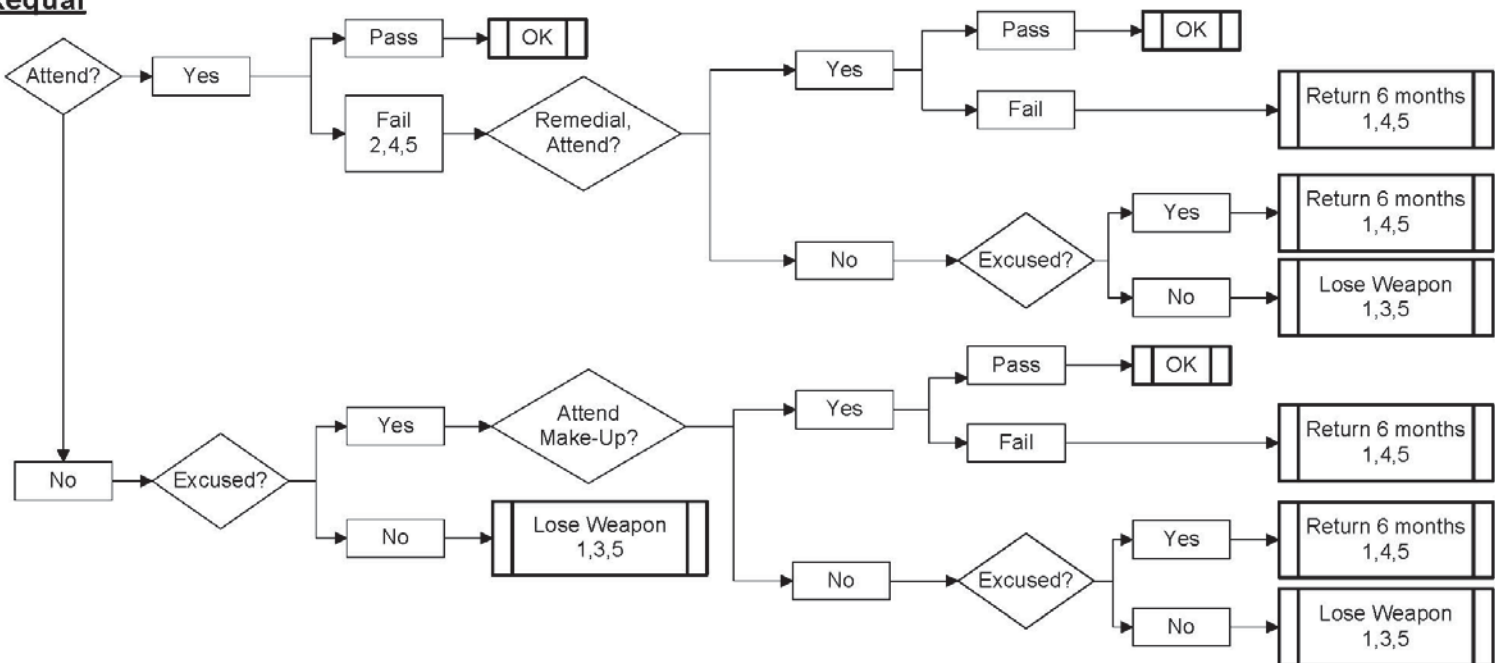 Requal
Attend?
Yes
Pass
OK
Fail
2,4,5
Remedial,
Attend?
Yes
Pass
OK
Fail
Return 6 months
1,4,5
No
Excused?
Yes
Return 6 months
1,4,5
No
Lose Weapon
1,3,5
No
Excused?
Yes
Attend
Make-Up?
No
Lose Weapon
1,3,5
Yes
Pass
OK
Fail
Return 6 months
1,4,5
No
Excused?
Yes
Return 6 months
1,4,5
No
Lose Weapon
1,3,5